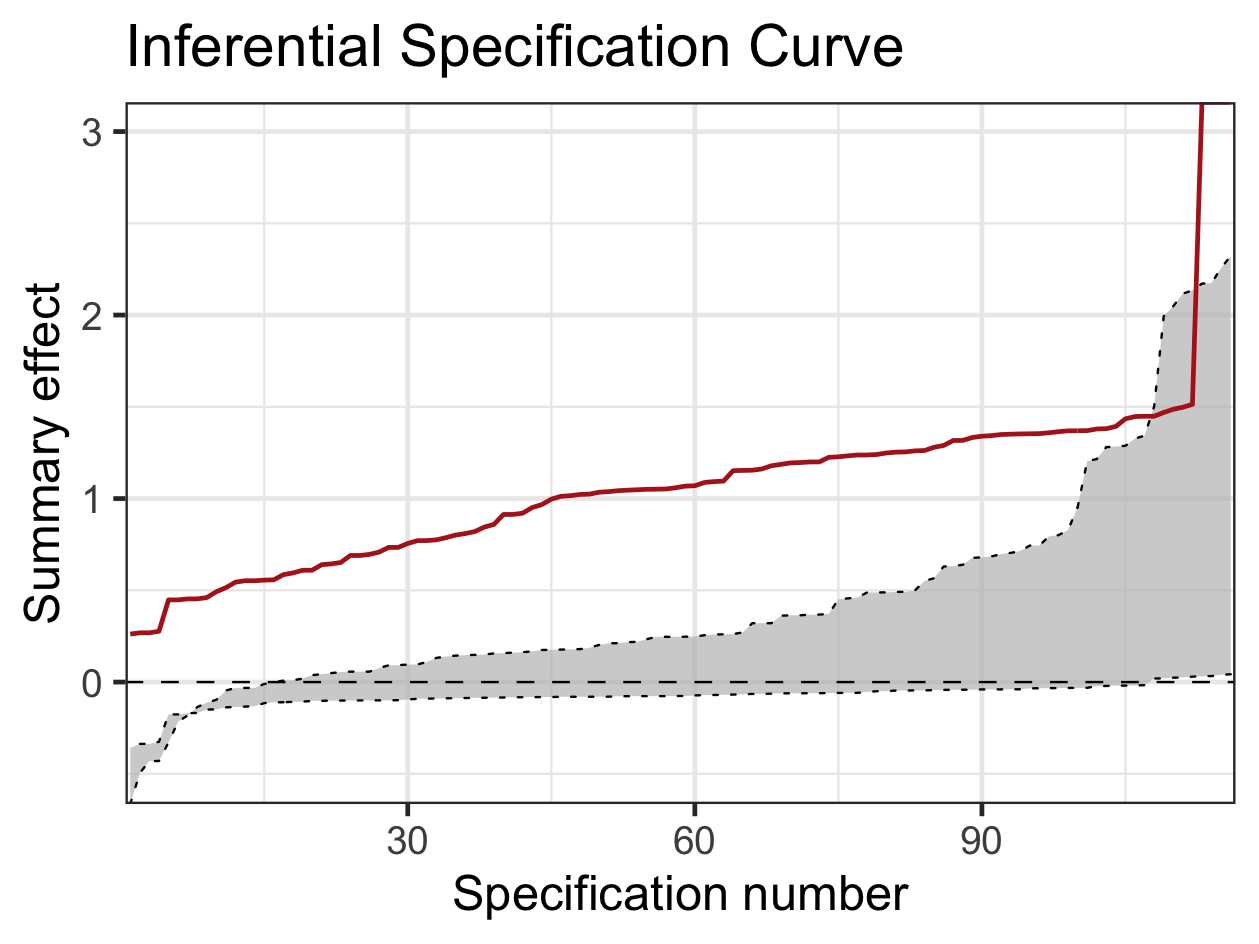 Inferential Specification Curve
Summary effect
3
2
1
0
30 60 90
Specification number